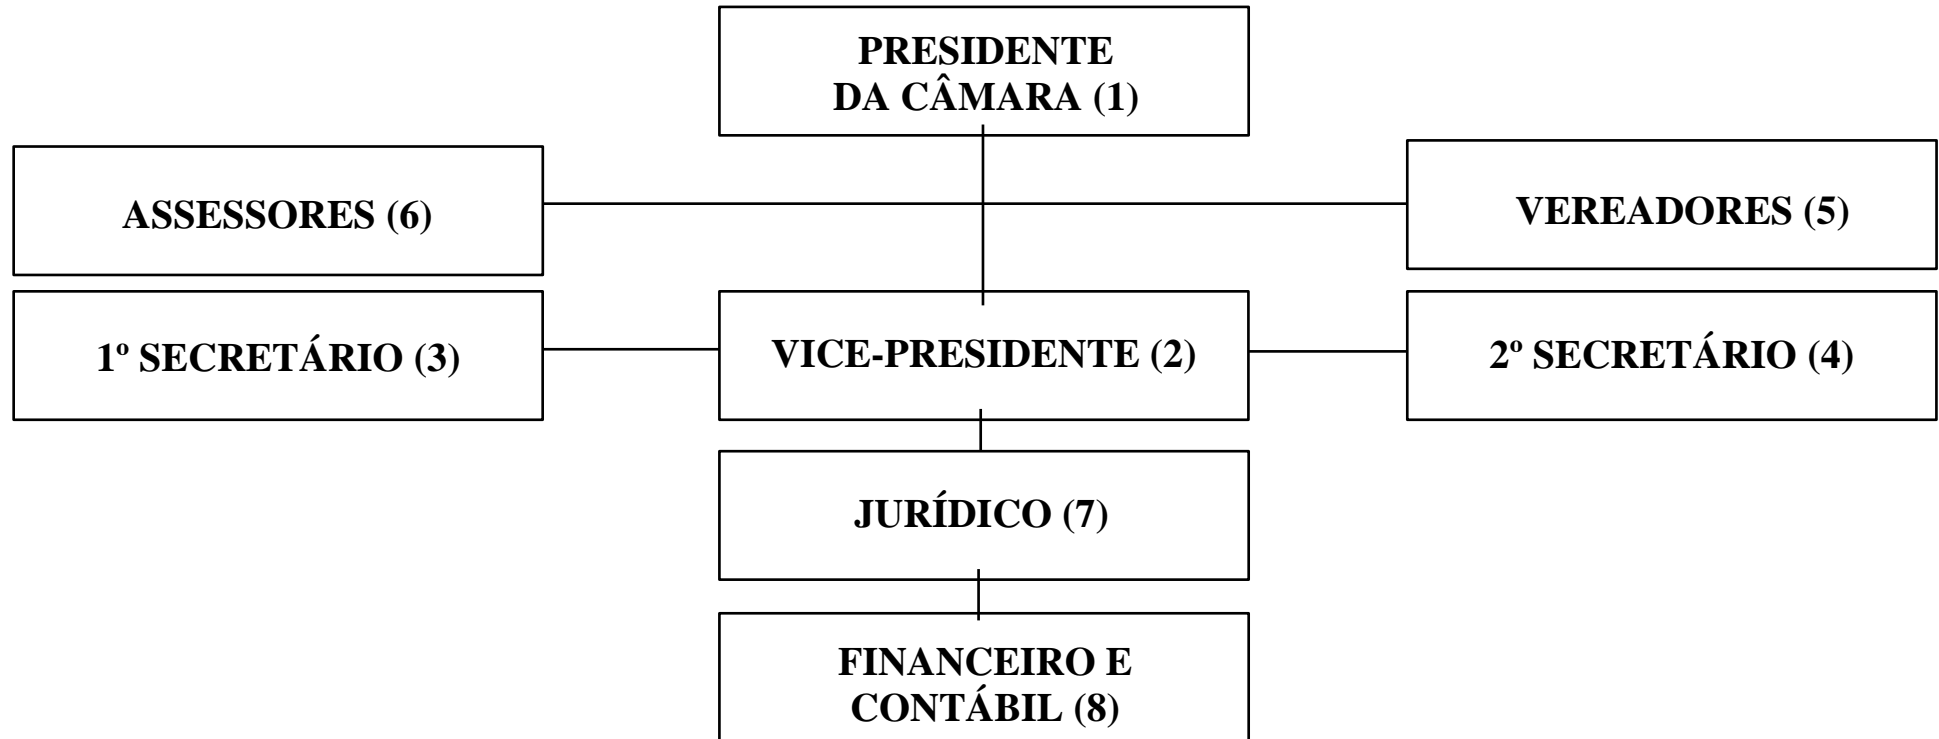 PRESIDENTE
DA CÂMARA (1)
ASSESSORES (6)
VEREADORES (5)
1º SECRETÁRIO (3)
VICE-PRESIDENTE (2)
2º SECRETÁRIO (4)
JURÍDICO (7)
FINANCEIRO E
CONTÁBIL (8)